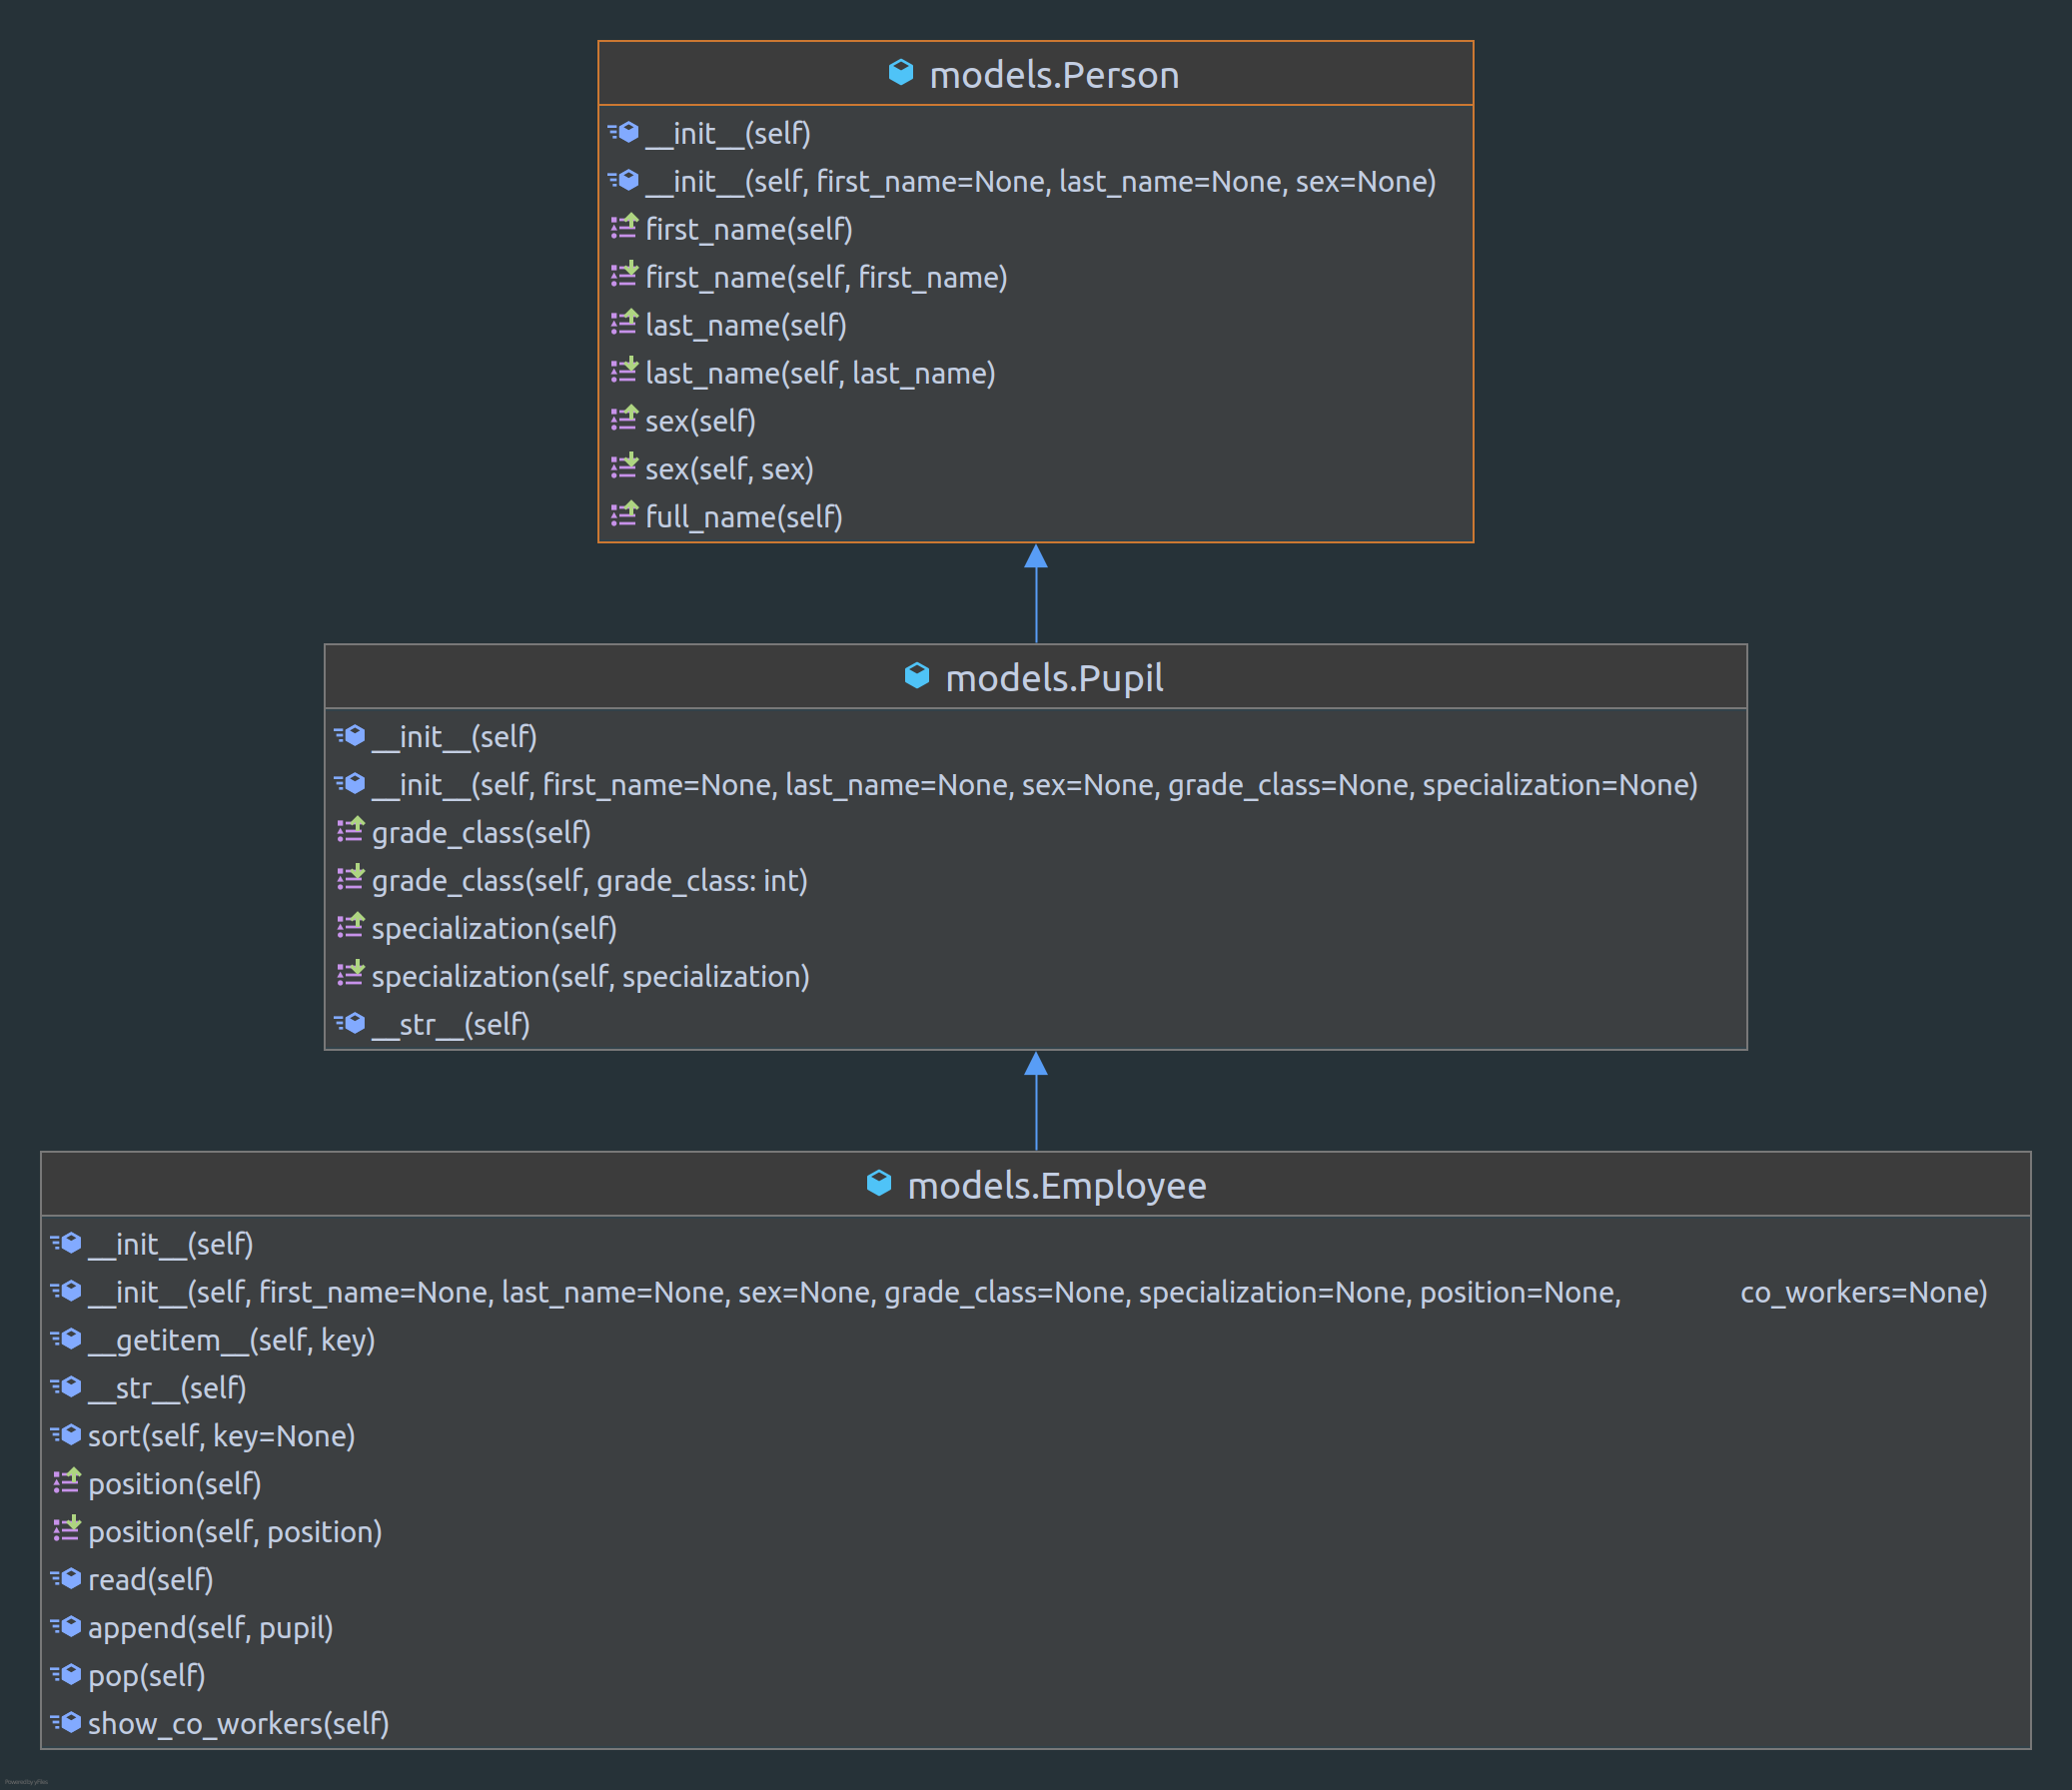 models.Person
__init__(self)
__init__(self, first_name=None, last_name=None, sex=None)
first_name(self)
first_name(self, first_name)
last_name(self)
last_name(self, last_name)
sex(self)
sex(self, sex)
full_name(self)
models.Pupil
__init__(self)
__init__(self, first_name=None, last_name=None, sex=None, grade_class=None, specialization=None)
grade_class(self)
grade_class(self, grade_class: int)
specialization(self)
specialization(self, specialization)
__str__(self)
models.Employee
__init__(self)
__init__(self, first_name=None, last_name=None, sex=None, grade_class=None, specialization=None, position=None, co_workers=None)
__getitem__(self, key)
__str__(self)
sort(self, key=None)
position(self)
position(self, position)
read(self)
append(self, pupil)
pop(self)
show_co_workers(self)
Powered by yFiles